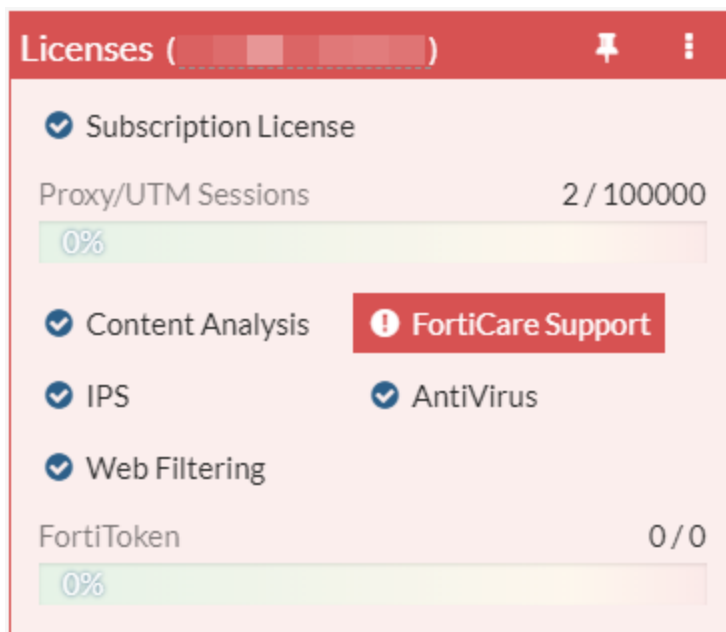 Licenses ( )
Subscription License
Proxy/UTM Sessions 2 / 100000
0%
Content Analysis FortiCare Support
IPS AntiVirus
Web Filtering
FortiToken 0 / 0
0%